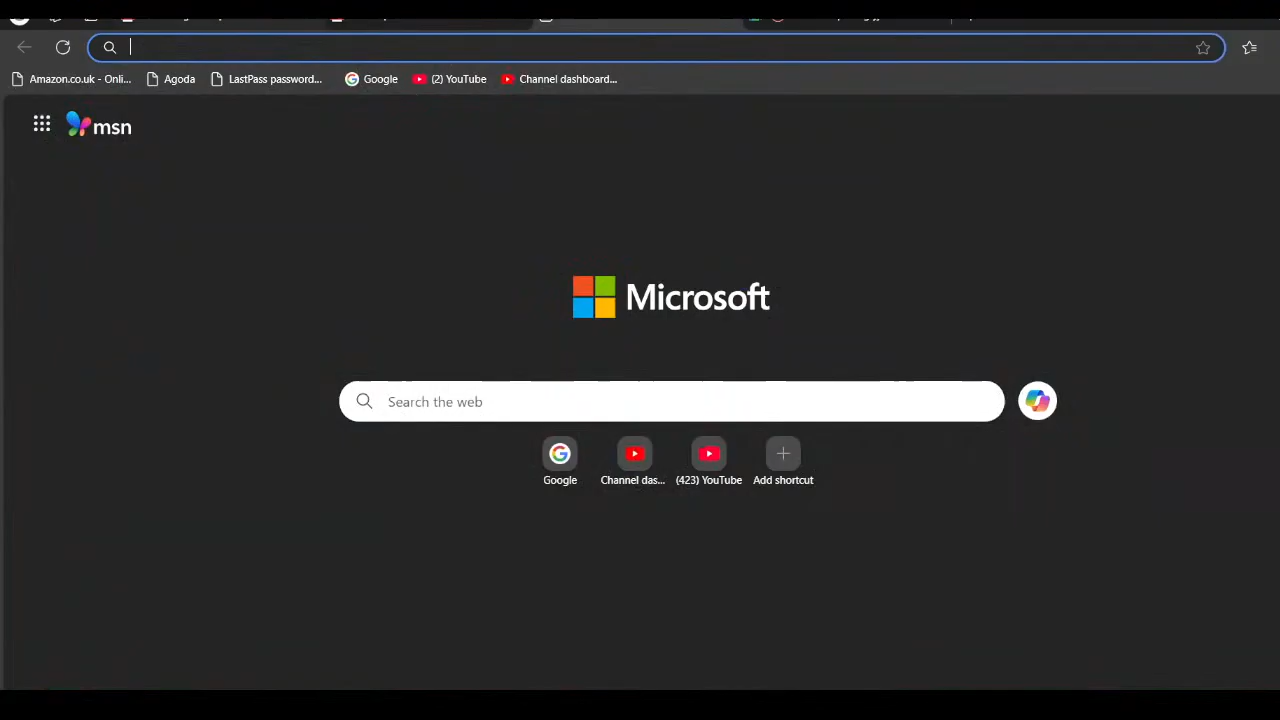 Amazon.co.uk - Onli...
Agoda
LastPass password...
Google
(2) YouTube
Channel dashboard...
msn
Microsoft
Search the web
Google
Channel das...
(423) YouTube
Add shortcut